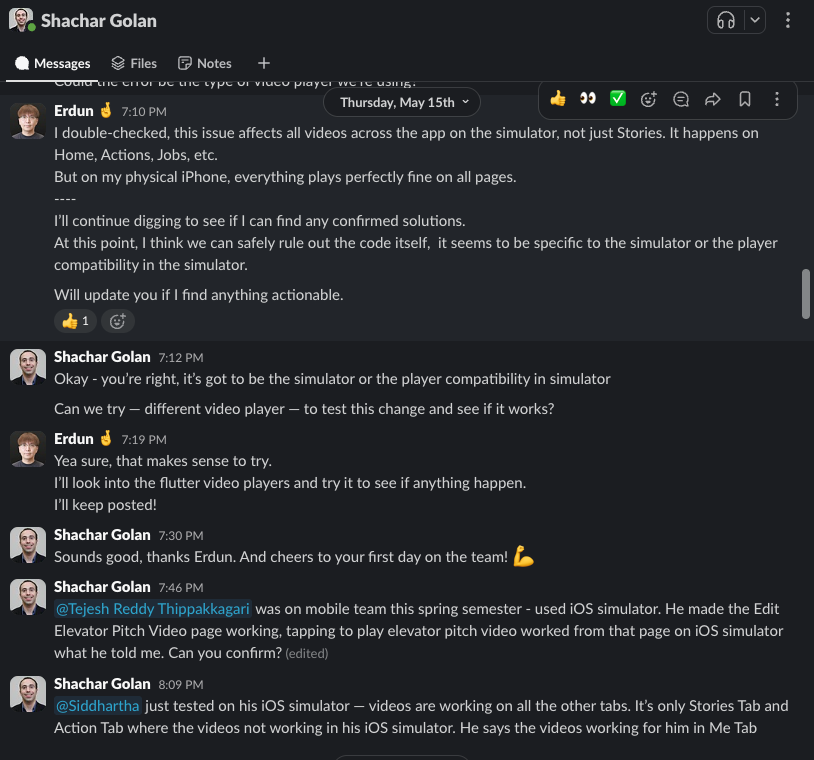 Shachar Golan
Messages
Files
Notes
Could the error be the type of video player we're using?
Thursday, May 15th
Erdun 7:10 PM
I double-checked, this issue affects all videos across the app on the simulator, not just Stories. It happens on
Home, Actions, Jobs, etc.
But on my physical iPhone, everything plays perfectly fine on all pages.
----
I'll continue digging to see if I can find any confirmed solutions.
At this point, I think we can safely rule out the code itself,  it seems to be specific to the simulator or the player
compatibility in the simulator.
Will update you if I find anything actionable.
1
Shachar Golan 7:12 PM
Okay - you're right, it's got to be the simulator or the player compatibility in simulator
Can we try — different video player — to test this change and see if it works?
Erdun 7:19 PM
Yea sure, that makes sense to try.
I'll look into the flutter video players and try it to see if anything happen.
I'll keep posted!
Shachar Golan 7:30 PM
Sounds good, thanks Erdun. And cheers to your first day on the team! 💪
Shachar Golan 7:46 PM
@Tejesh Reddy Thippakkagari was on mobile team this spring semester - used iOS simulator. He made the Edit
Elevator Pitch Video page working, tapping to play elevator pitch video worked from that page on iOS simulator
what he told me. Can you confirm? (edited)
Shachar Golan 8:09 PM
@Siddhartha just tested on his iOS simulator — videos are working on all the other tabs. It's only Stories Tab and
Action Tab where the videos not working in his iOS simulator. He says the videos working for him in Me Tab